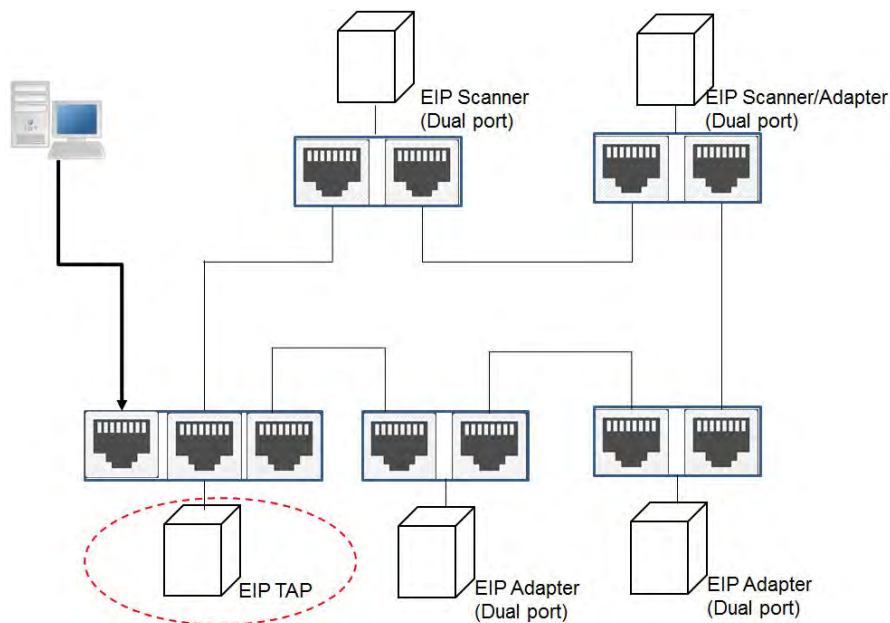 EIP Scanner
(Dual port)
EIP Scanner/Adapter
(Dual port)
EIP TAP
EIP Adapter
(Dual port)
EIP Adapter
(Dual port)